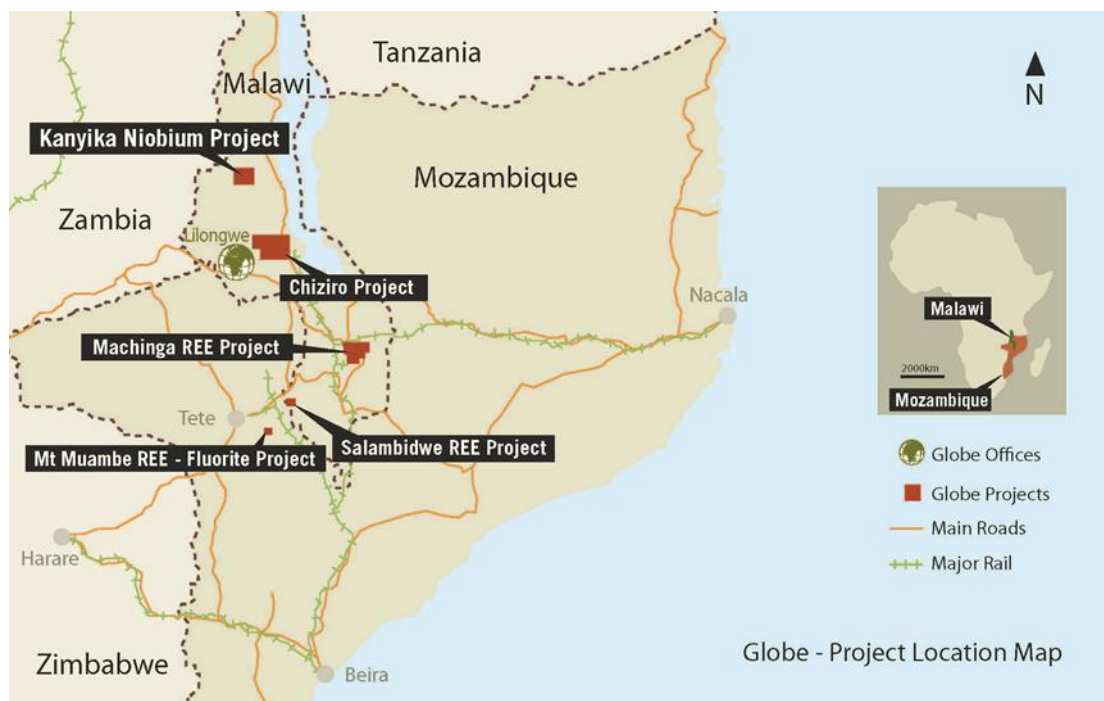 Tanzania
Malawi
N
Kanyika Niobium Project
Mozambique
Zambia
Lilongwe
Chiziro Project
Nacala
Malawi
Machinga REE Project
2000km
Mozambique
Tete
Salambidwe REE Project
Mt Muambe REE - Fluorite Project
Globe Offices
Globe Projects
Main Roads
Major Rail
Harare
Zimbabwe
Beira
Globe - Project Location Map